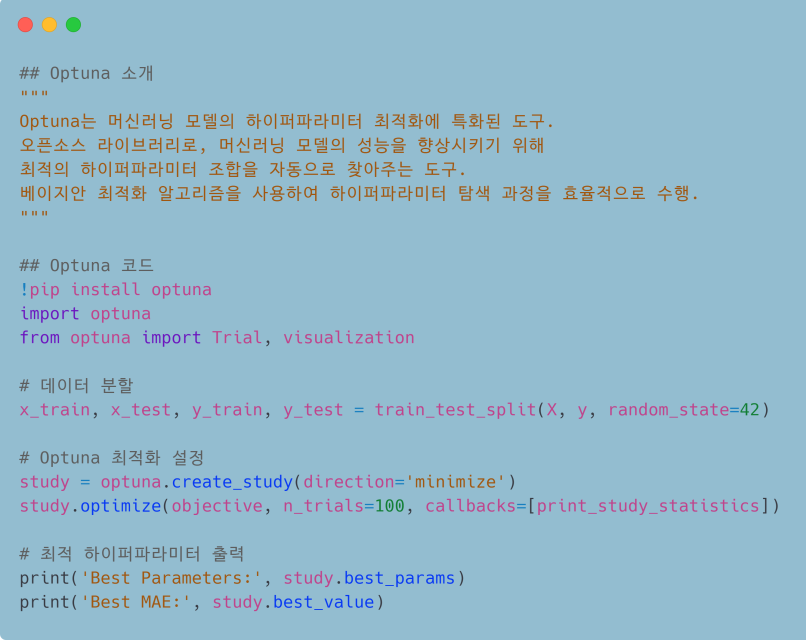 ## Optuna 소개
"""
Optuna는 머신러닝 모델의 하이퍼파라미터 최적화에 특화된 도구.
오픈소스 라이브러리로, 머신러닝 모델의 성능을 향상시키기 위해
최적의 하이퍼파라미터 조합을 자동으로 찾아주는 도구.
베이지안 최적화 알고리즘을 사용하여 하이퍼파라미터 탐색 과정을 효율적으로 수행.
"""
## Optuna 코드
!pip install optuna
import optuna
from optuna import Trial, visualization
# 데이터 분할
x_train, x_test, y_train, y_test = train_test_split(X, y, random_state=42)
# Optuna 최적화 설정
study = optuna.create_study(direction='minimize')
study.optimize(objective, n_trials=100, callbacks=[print_study_statistics])
# 최적 하이퍼파라미터 출력
print('Best Parameters:', study.best_params)
print('Best MAE:', study.best_value)